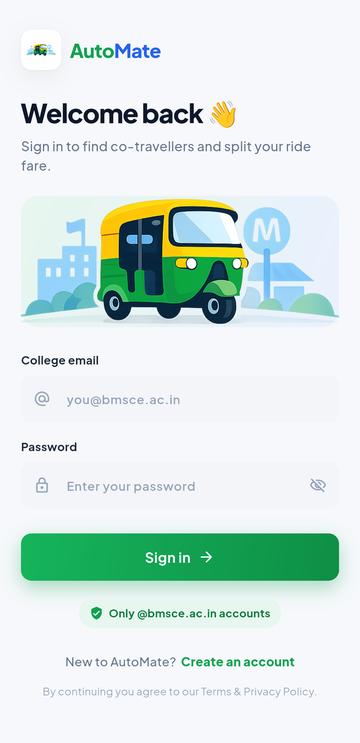 AutoMate
Welcome back 👋
Sign in to find co-travellers and split your ride
fare.
M
College email
you@bmsce.ac.in
Password
Enter your password
Sign in →
Only @bmsce.ac.in accounts
New to AutoMate? Create an account
By continuing you agree to our Terms & Privacy Policy.